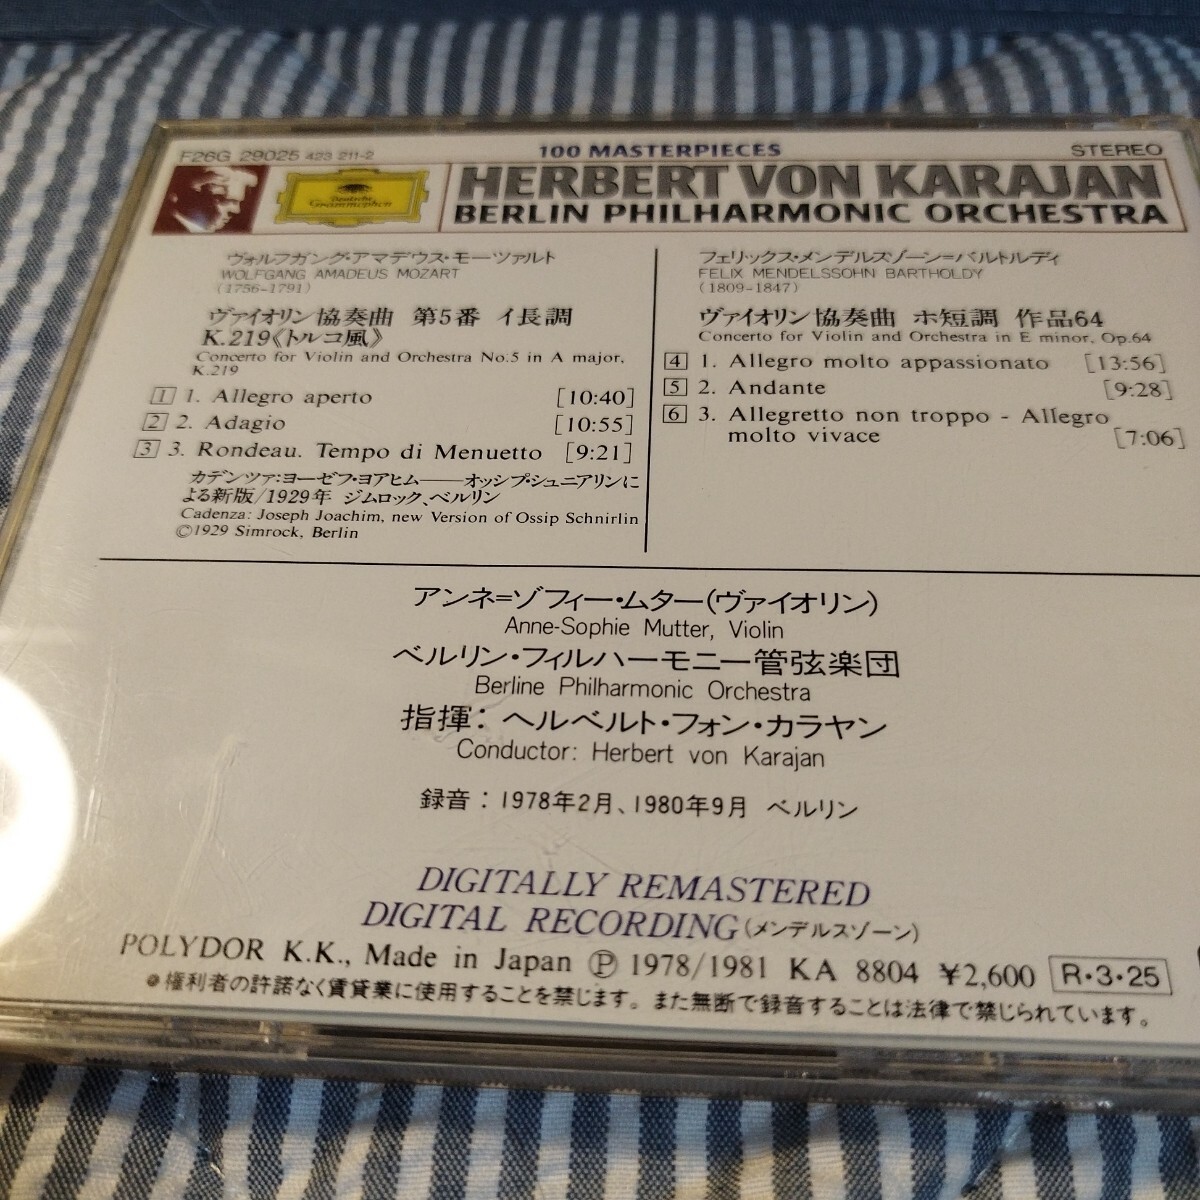 F26G 29025 423 211-2
100 MASTERPIECES
STEREO
Deutsche
Grammophon
HERBERT VON KARAJAN
BERLIN PHILHARMONIC ORCHESTRA
ヴォルフガング・アマデウス・モーツァルト
WOLFGANG AMADEUS MOZART
(1756-1791)
ヴァイオリン協奏曲 第5番 イ長調
K.219《トルコ風》
Concerto for Violin and Orchestra No.5 in A major,
K.219
1 1. Allegro aperto [10:40]
2 2. Adagio [10:55]
3 3. Rondeau. Tempo di Menuetto [9:21]
カデンツァ:ヨーゼフ・ヨアヒム——オッシプ・シュニアリンに
よる新版/1929年 ジムロック、ベルリン
Cadenza: Joseph Joachim, new Version of Ossip Schnirlin
©1929 Simrock, Berlin
フェリックス・メンデルスゾーン=バルトルディ
FELIX MENDELSSOHN BARTHOLDY
(1809-1847)
ヴァイオリン協奏曲 ホ短調 作品64
Concerto for Violin and Orchestra in E minor, Op.64
4 1. Allegro molto appassionato [13:56]
5 2. Andante [9:28]
6 3. Allegretto non troppo - Allegro
molto vivace [7:06]
アンネ=ゾフィー・ムター(ヴァイオリン)
Anne-Sophie Mutter, Violin
ベルリン・フィルハーモニー管弦楽団
Berline Philharmonic Orchestra
指揮: ヘルベルト・フォン・カラヤン
Conductor: Herbert von Karajan
録音:1978年2月、1980年9月 ベルリン
DIGITALLY REMASTERED
DIGITAL RECORDING(メンデルスゾーン)
POLYDOR K.K., Made in Japan Ⓟ 1978/1981 KA 8804 ¥2,600 R・3・25
●権利者の許諾なく賃貸業に使用することを禁じます。また無断で録音することは法律で禁じられています。